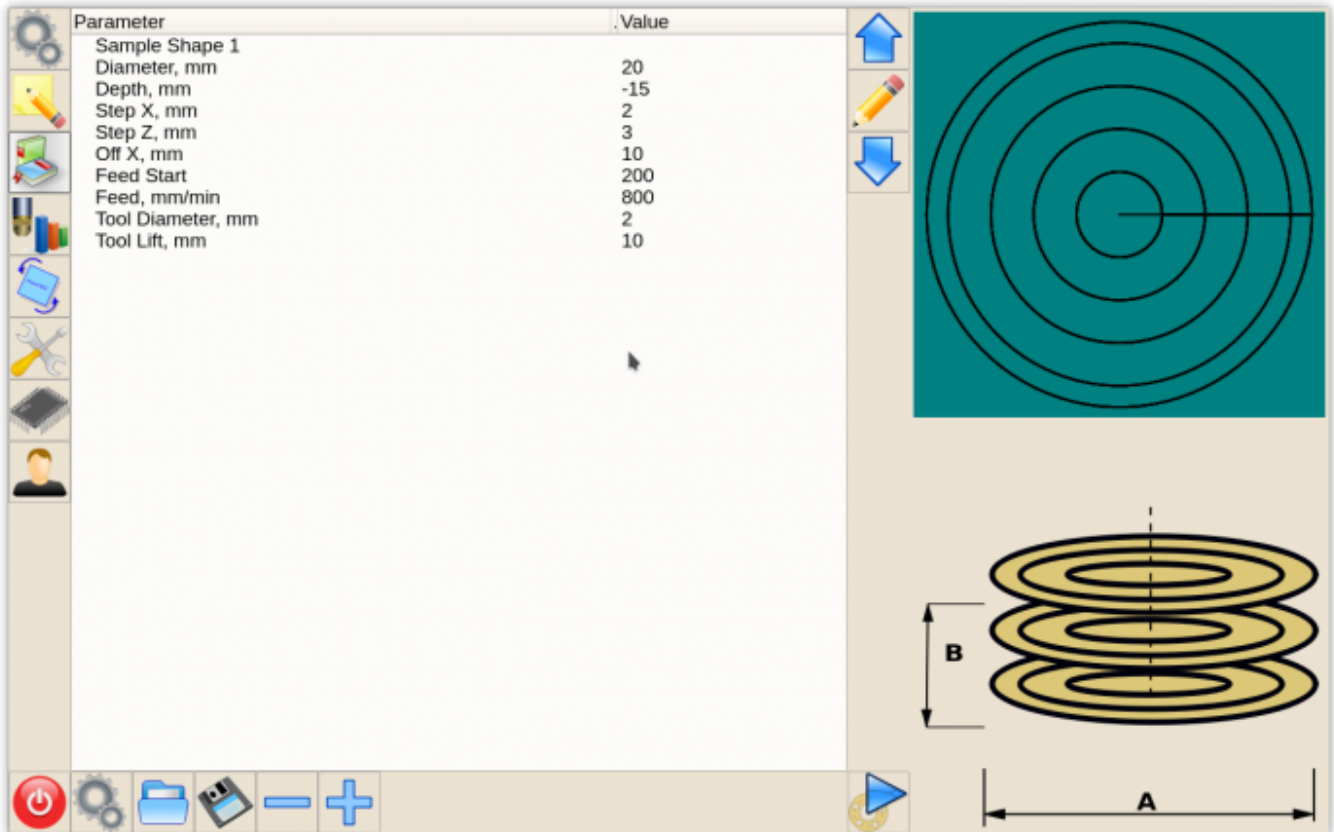 Parameter Value
Sample Shape 1
Diameter, mm 20
Depth, mm -15
Step X, mm 2
Step Z, mm 3
Off X, mm 10
Feed Start 200
Feed, mm/min 800
Tool Diameter, mm 2
Tool Lift, mm 10
B
A